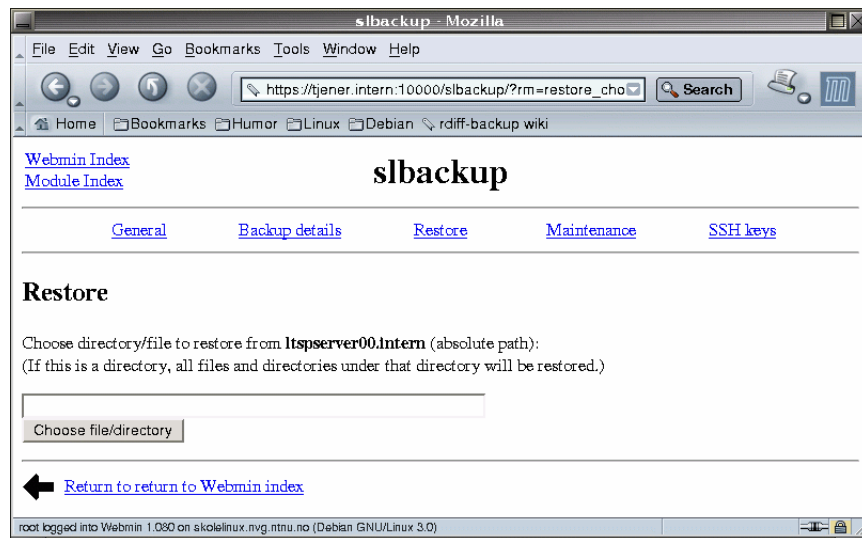 slbackup - Mozilla
File Edit View Go Bookmarks Tools Window Help
https://tjener.intern:10000/slbackup/?rm=restore_cho Search
Home Bookmarks Humor Linux Debian rdiff-backup wiki
Webmin Index
Module Index
slbackup
General Backup details Restore Maintenance SSH keys
Restore
Choose directory/file to restore from ltspserver00.intern (absolute path):
(If this is a directory, all files and directories under that directory will be restored.)
Choose file/directory
Return to return to Webmin index
root logged into Webmin 1.080 on skolelinux.nvg.ntnu.no (Debian GNU/Linux 3.0)